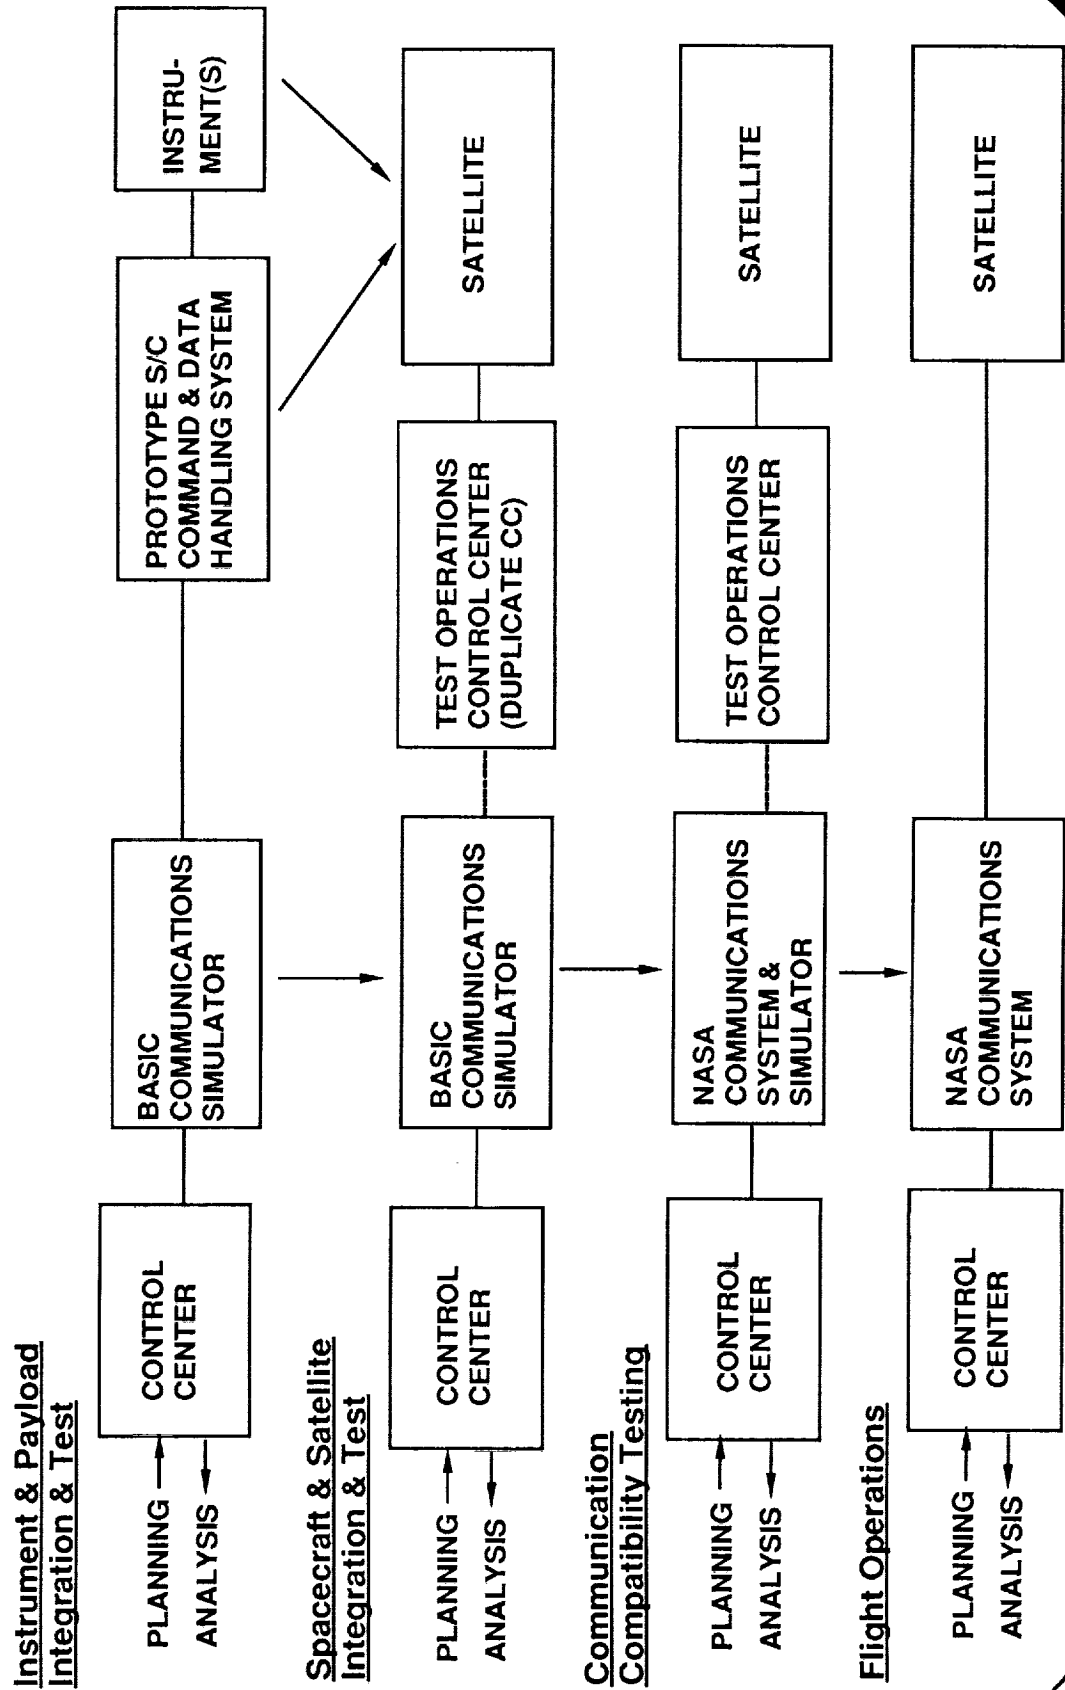 Instrument & Payload
Integration & Test
PLANNING
ANALYSIS
CONTROL
CENTER
BASIC
COMMUNICATIONS
SIMULATOR
PROTOTYPE S/C
COMMAND & DATA
HANDLING SYSTEM
INSTRU-
MENT(S)
Spacecraft & Satellite
Integration & Test
PLANNING
ANALYSIS
CONTROL
CENTER
BASIC
COMMUNICATIONS
SIMULATOR
TEST OPERATIONS
CONTROL CENTER
(DUPLICATE CC)
SATELLITE
Communication
Compatibility Testing
PLANNING
ANALYSIS
CONTROL
CENTER
NASA
COMMUNICATIONS
SYSTEM &
SIMULATOR
TEST OPERATIONS
CONTROL CENTER
SATELLITE
Flight Operations
PLANNING
ANALYSIS
CONTROL
CENTER
NASA
COMMUNICATIONS
SYSTEM
SATELLITE